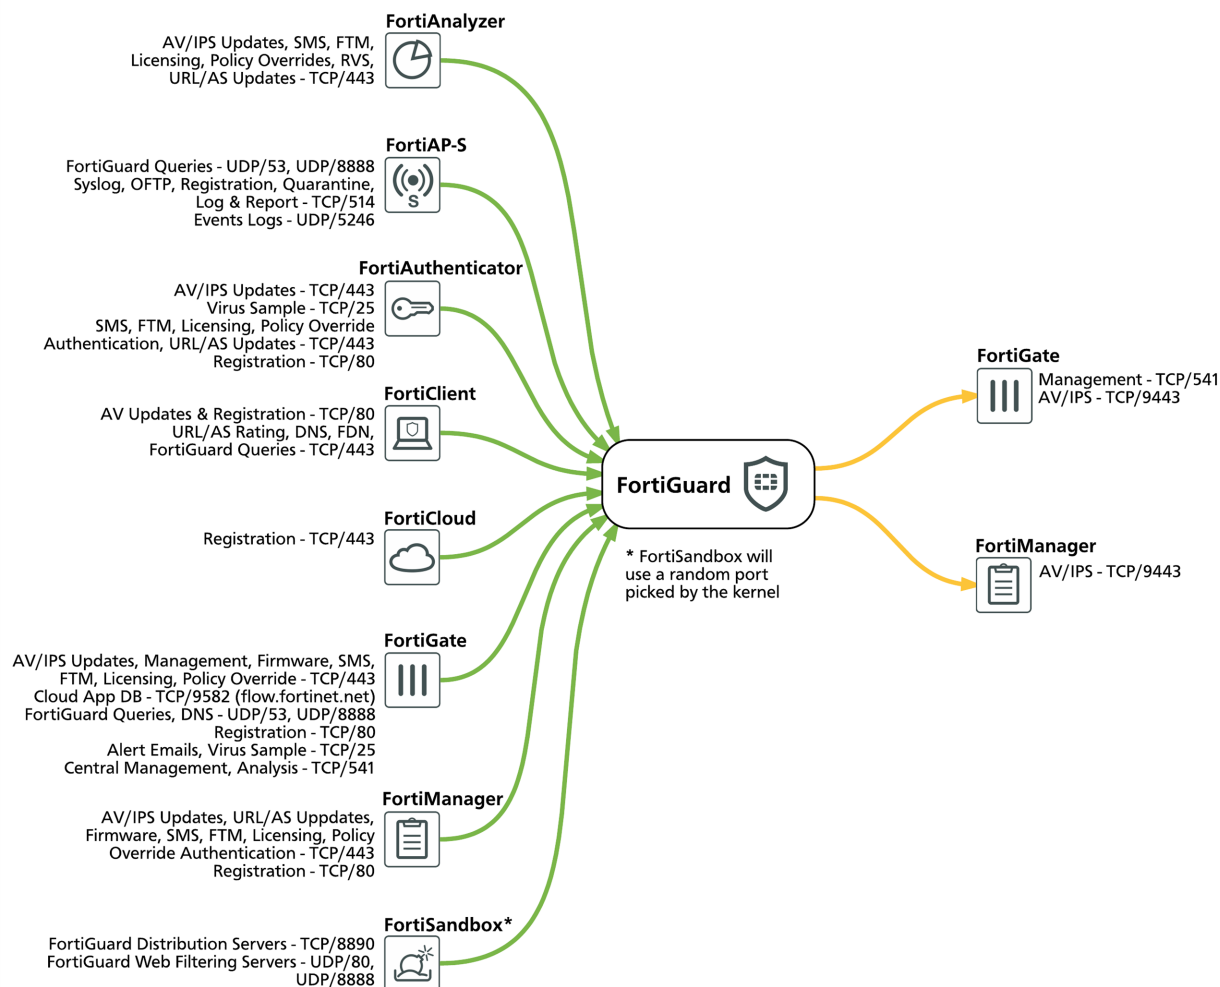 FortiAnalyzer
AV/IPS Updates, SMS, FTM,
Licensing, Policy Overrides, RVS,
URL/AS Updates - TCP/443
FortiAP-S
FortiGuard Queries - UDP/53, UDP/8888
Syslog, OFTP, Registration, Quarantine,
Log & Report - TCP/514
Events Logs - UDP/5246
S
FortiAuthenticator
AV/IPS Updates - TCP/443
Virus Sample - TCP/25
SMS, FTM, Licensing, Policy Override
Authentication, URL/AS Updates - TCP/443
Registration - TCP/80
FortiClient
AV Updates & Registration - TCP/80
URL/AS Rating, DNS, FDN,
FortiGuard Queries - TCP/443
FortiCloud
Registration - TCP/443
FortiGate
AV/IPS Updates, Management, Firmware, SMS,
FTM, Licensing, Policy Override - TCP/443
Cloud App DB - TCP/9582 (flow.fortinet.net)
FortiGuard Queries, DNS - UDP/53, UDP/8888
Registration - TCP/80
Alert Emails, Virus Sample - TCP/25
Central Management, Analysis - TCP/541
FortiManager
AV/IPS Updates, URL/AS Uppdates,
Firmware, SMS, FTM, Licensing, Policy
Override Authentication - TCP/443
Registration - TCP/80
FortiSandbox*
FortiGuard Distribution Servers - TCP/8890
FortiGuard Web Filtering Servers - UDP/80,
UDP/8888
FortiGuard
* FortiSandbox will
use a random port
picked by the kernel
FortiGate
Management - TCP/541
AV/IPS - TCP/9443
FortiManager
AV/IPS - TCP/9443